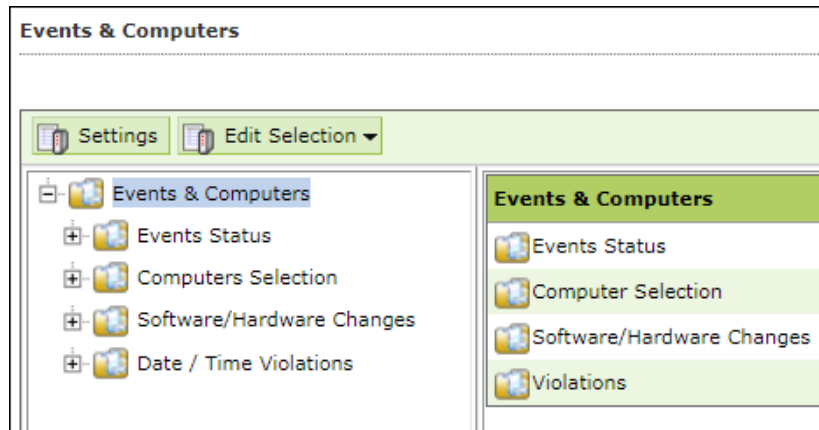 Events & Computers
Settings
Edit Selection
Events & Computers
Events Status
Computers Selection
Software/Hardware Changes
Date / Time Violations
Events & Computers
Events Status
Computer Selection
Software/Hardware Changes
Violations